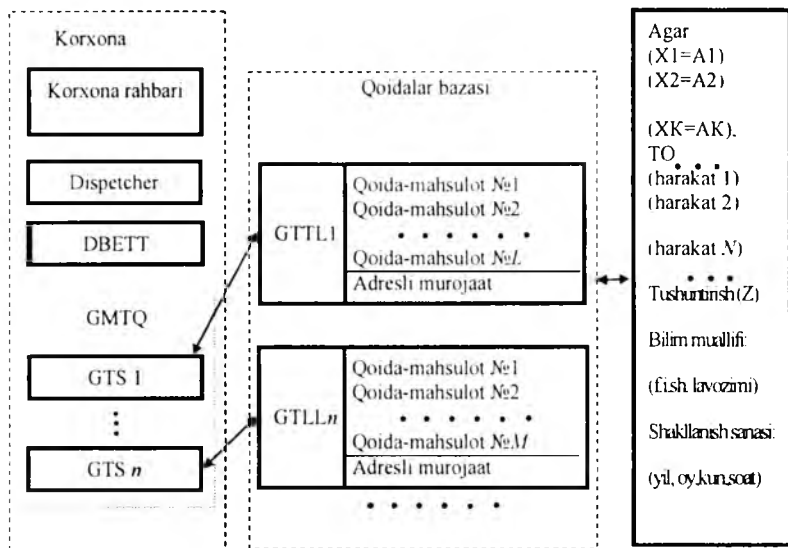 Korxona
Korxona rahbari
Dispetcher
DBETT
GMTQ
GTS 1
GTS n
Qoidalar bazasi
GTTL1
Qoida-mahsulot №1
Qoida-mahsulot №2
Qoida-mahsulot №L
Adresli murojaat
GTLLn
Qoida-mahsulot №1
Qoida-mahsulot №2
Qoida-mahsulot №M
Adresli murojaat
Agar
(X1=A1)
(X2=A2)
(XK=AK),
TO
(harakat 1)
(harakat 2)
(harakat N)
Tushuntirish (Z)
Bilim muallifi:
(f.i.sh. lavozimi)
Shakllanish sanasi:
(yil, oy,kun,soat)